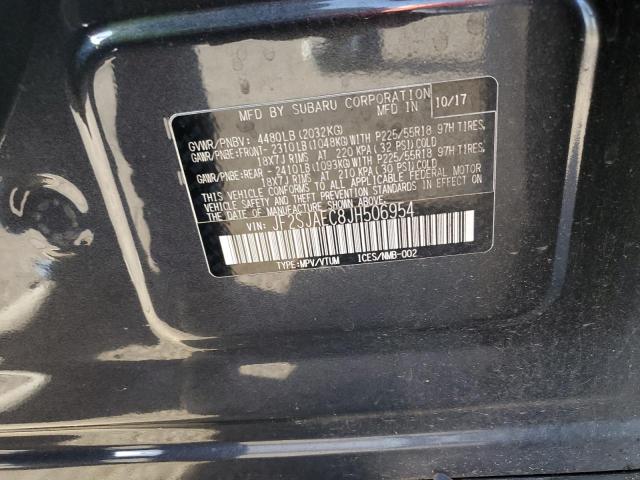 MFD BY SUBARU CORPORATION
MFD IN 10/17
GVWR/PNBV: 4480LB(2032KG)
GAWR/PNBE:FRONT- 2310LB(1048KG)WITH P225/55R18 97H TIRES,
18X7J RIMS AT 220 KPA(32 PSI)COLD
GAWR/PNBE:REAR - 2410LB(1093KG)WITH P225/55R18 97H TIRES,
18X7J RIMS AT 210 KPA(30 PSI)COLD
THIS VEHICLE CONFORMS TO ALL APPLICABLE FEDERAL MOTOR
VEHICLE SAFETY AND BUMPER STANDARDS IN EFFECT ON THE
DATE OF MANUFACTURE SHOWN ABOVE.
VIN: JF2SJAEC8JH506954
TYPE:MPV/VTUM ICES/NMB-002